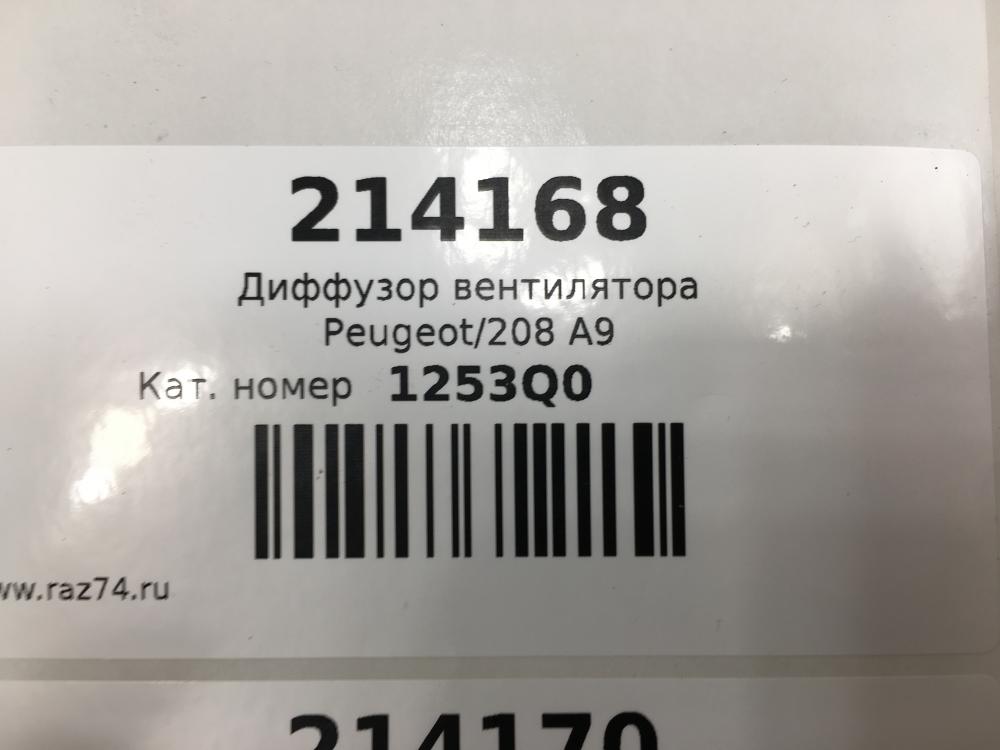 214168
Диффузор вентилятора
Peugeot/208 A9
Кат. номер 1253Q0
www.raz74.ru
214170